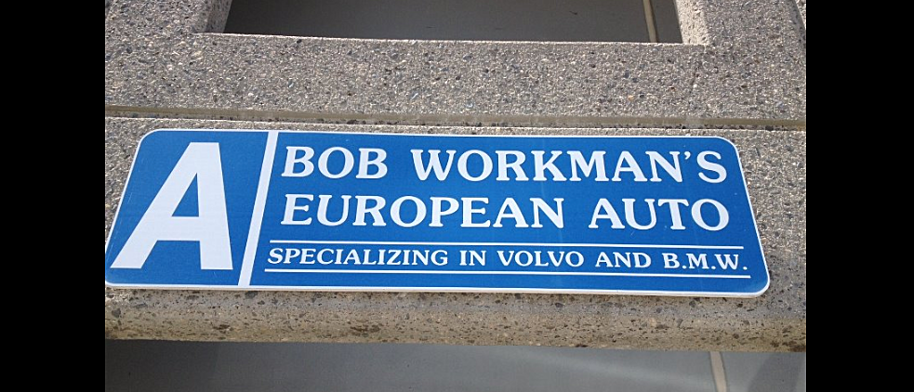 A
BOB WORKMAN'S
EUROPEAN AUTO
SPECIALIZING IN VOLVO AND B.M.W.